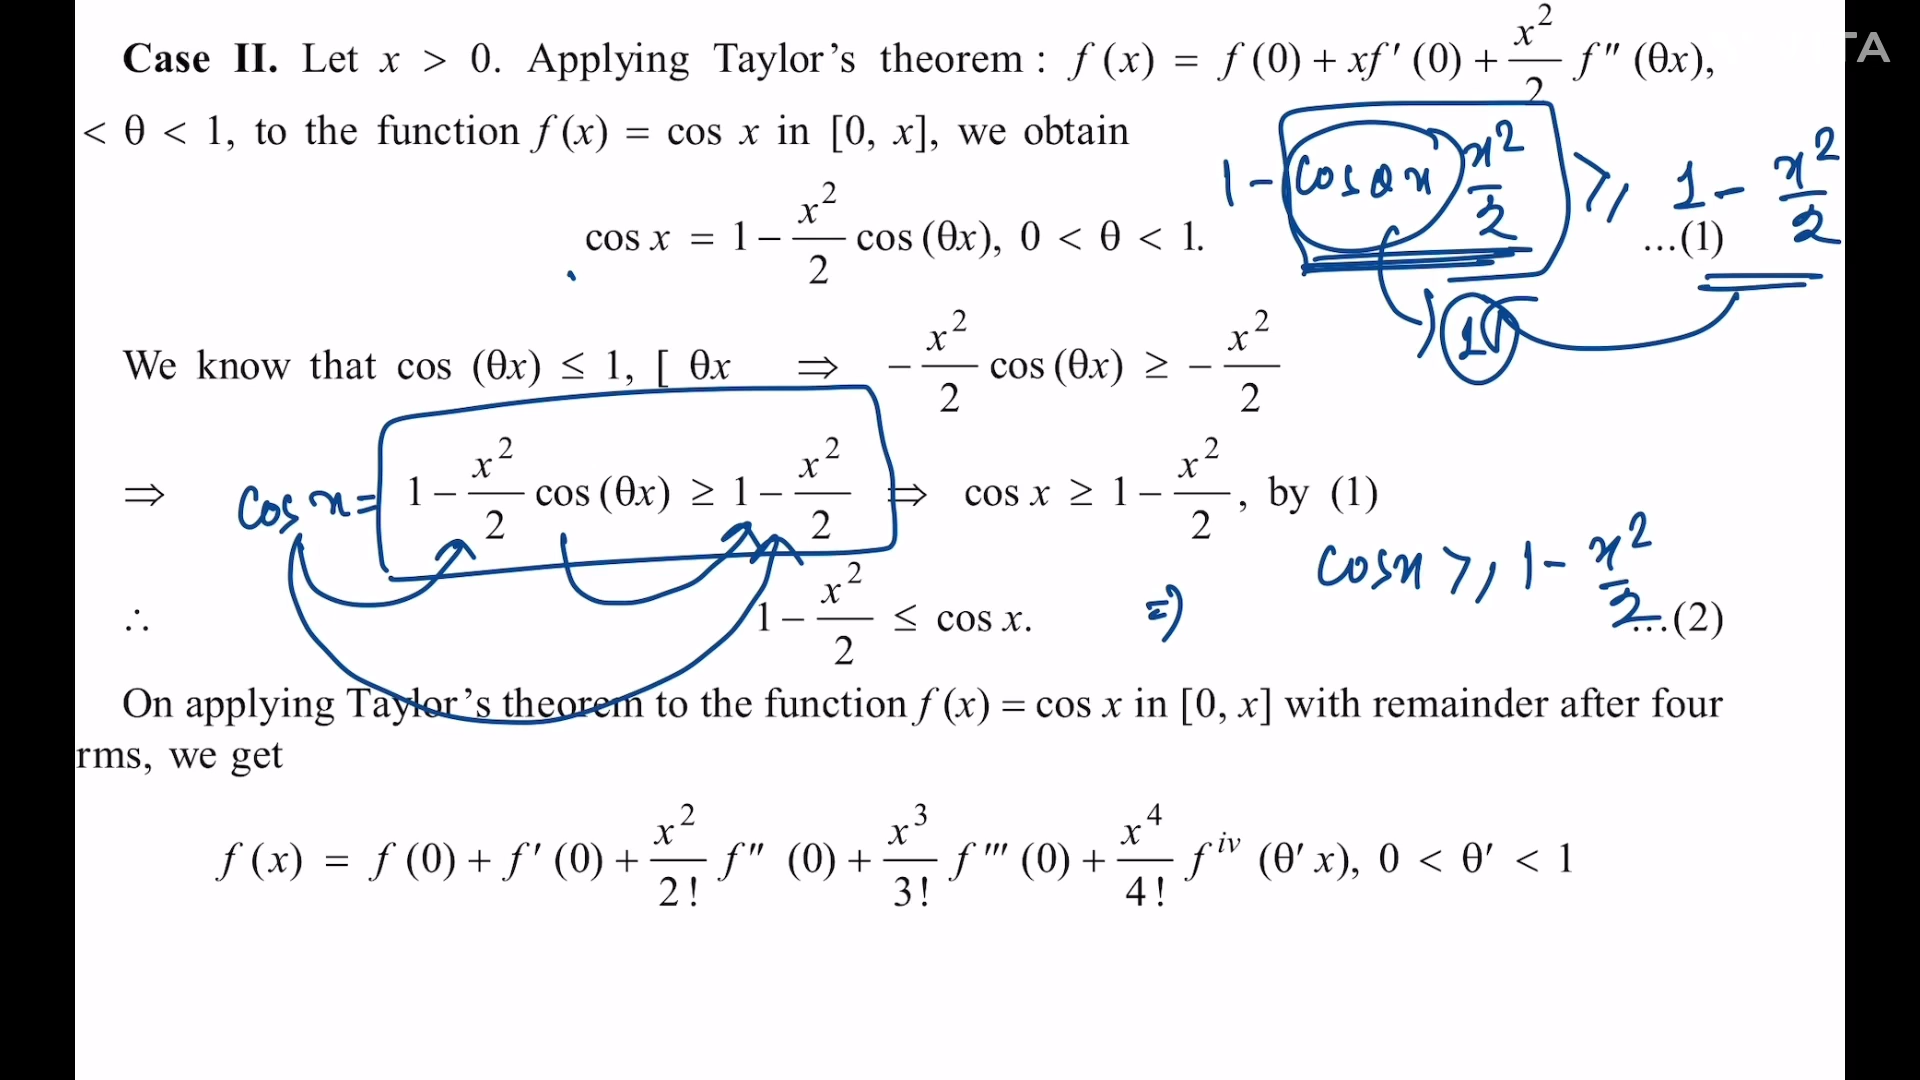 TA
Case II. Let x > 0. Applying Taylor’s theorem : f (x) = f (0) + xf′ (0) + x²/2 f″ (θx),
< θ < 1, to the function f (x) = cos x in [0, x], we obtain
1 - cos θx x²/2 ≥ 1 - x²/2
cos x = 1 – x²/2 cos (θx), 0 < θ < 1. ...(1)
1
We know that cos (θx) ≤ 1, [ θx ⇒ – x²/2 cos (θx) ≥ – x²/2
⇒ cos x = 1 – x²/2 cos (θx) ≥ 1 – x²/2 ⇒ cos x ≥ 1 – x²/2, by (1)
⇒ cos x ≥ 1 - x²/2
∴ 1 – x²/2 ≤ cos x. ...(2)
On applying Taylor’s theorem to the function f (x) = cos x in [0, x] with remainder after four
rms, we get
f (x) = f (0) + f′ (0) + x²/2! f″ (0) + x³/3! f‴ (0) + x⁴/4! f^iv (θ′ x), 0 < θ′ < 1